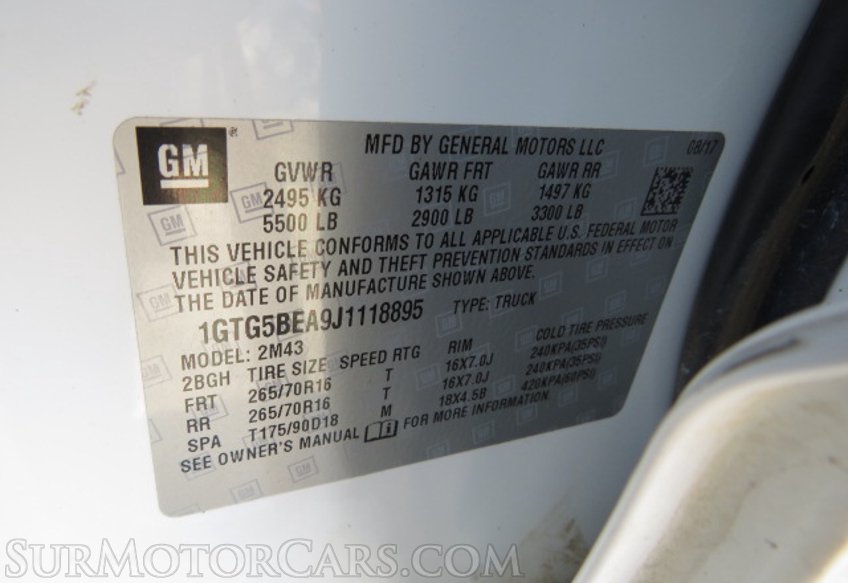 GM
MFD BY GENERAL MOTORS LLC 08/17
GVWR GAWR FRT GAWR RR
2495 KG 1315 KG 1497 KG
5500 LB 2900 LB 3300 LB
THIS VEHICLE CONFORMS TO ALL APPLICABLE U.S. FEDERAL MOTOR
VEHICLE SAFETY AND THEFT PREVENTION STANDARDS IN EFFECT ON
THE DATE OF MANUFACTURE SHOWN ABOVE.
1GTG5BEA9J1118895 TYPE: TRUCK
MODEL: 2M43
2BGH TIRE SIZE SPEED RTG RIM COLD TIRE PRESSURE
FRT 265/70R16 T 16X7.0J 240KPA(35PSI)
RR 265/70R16 T 16X7.0J 240KPA(35PSI)
SPA T175/90D18 M 18X4.5B 420KPA(60PSI)
SEE OWNER'S MANUAL FOR MORE INFORMATION.
SURMOTORCARS.COM